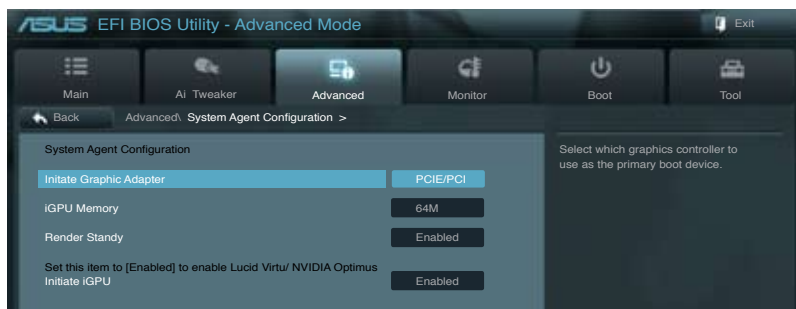 ASUS EFI BIOS Utility - Advanced Mode
Exit
Main
Ai Tweaker
Advanced
Monitor
Boot
Tool
Back
Advanced\ System Agent Configuration >
System Agent Configuration
Select which graphics controller to
use as the primary boot device.
Initate Graphic Adapter PCIE/PCI
iGPU Memory 64M
Render Standy Enabled
Set this item to [Enabled] to enable Lucid Virtu/ NVIDIA Optimus
Initiate iGPU Enabled